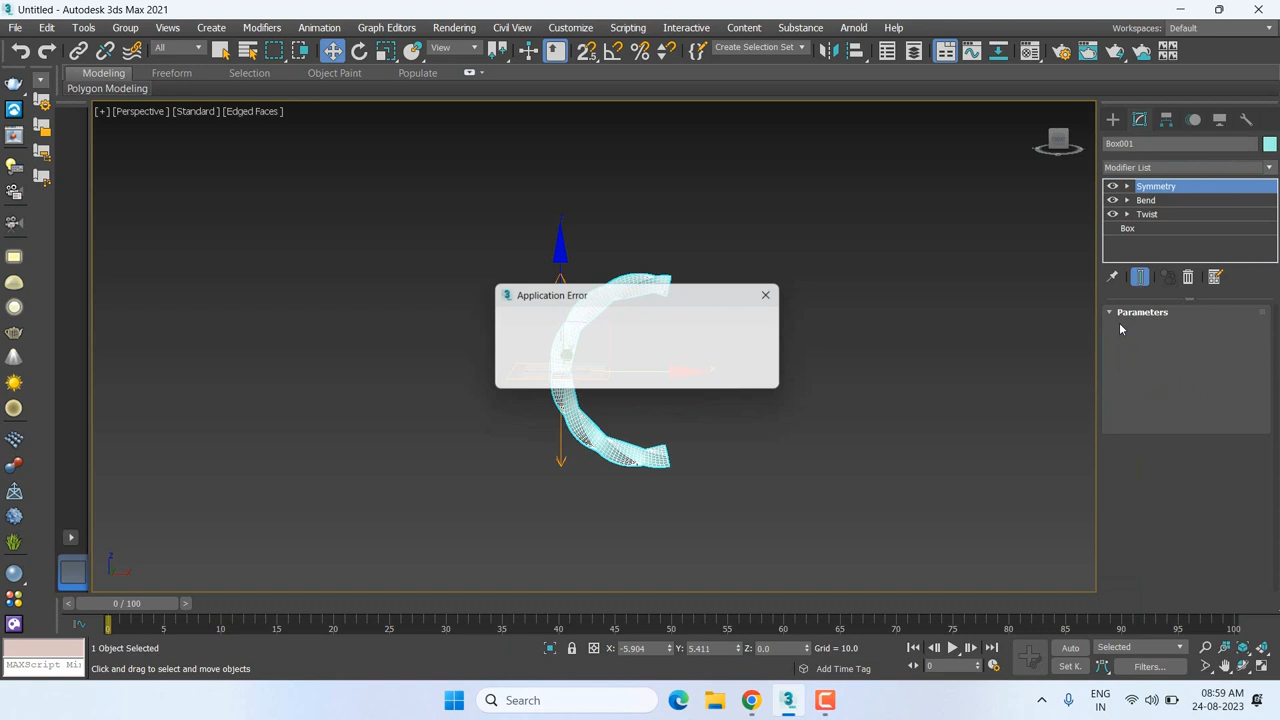 Untitled - Autodesk 3ds Max 2021
File Edit Tools Group Views Create Modifiers Animation Graph Editors Rendering Civil View Customize Scripting Interactive Content Substance Arnold Help Workspaces: Default
All View Create Selection Set
Modeling Freeform Selection Object Paint Populate
Polygon Modeling
[+] [Perspective ] [Standard ] [Edged Faces ]
Box001
Modifier List
Symmetry
Bend
Twist
Box
Application Error
Parameters
z
x
0 / 100
0 5 10 15 20 25 30 35 40 45 50 55 60 65 70 75 80 85 90 95 100
1 Object Selected X: -5.904 Y: 5.411 Z: 0.0 Grid = 10.0 Auto Selected
MAXScript Mi: Click and drag to select and move objects Add Time Tag 0 Set K. Filters...
Search
ENG
IN
08:59 AM
24-08-2023